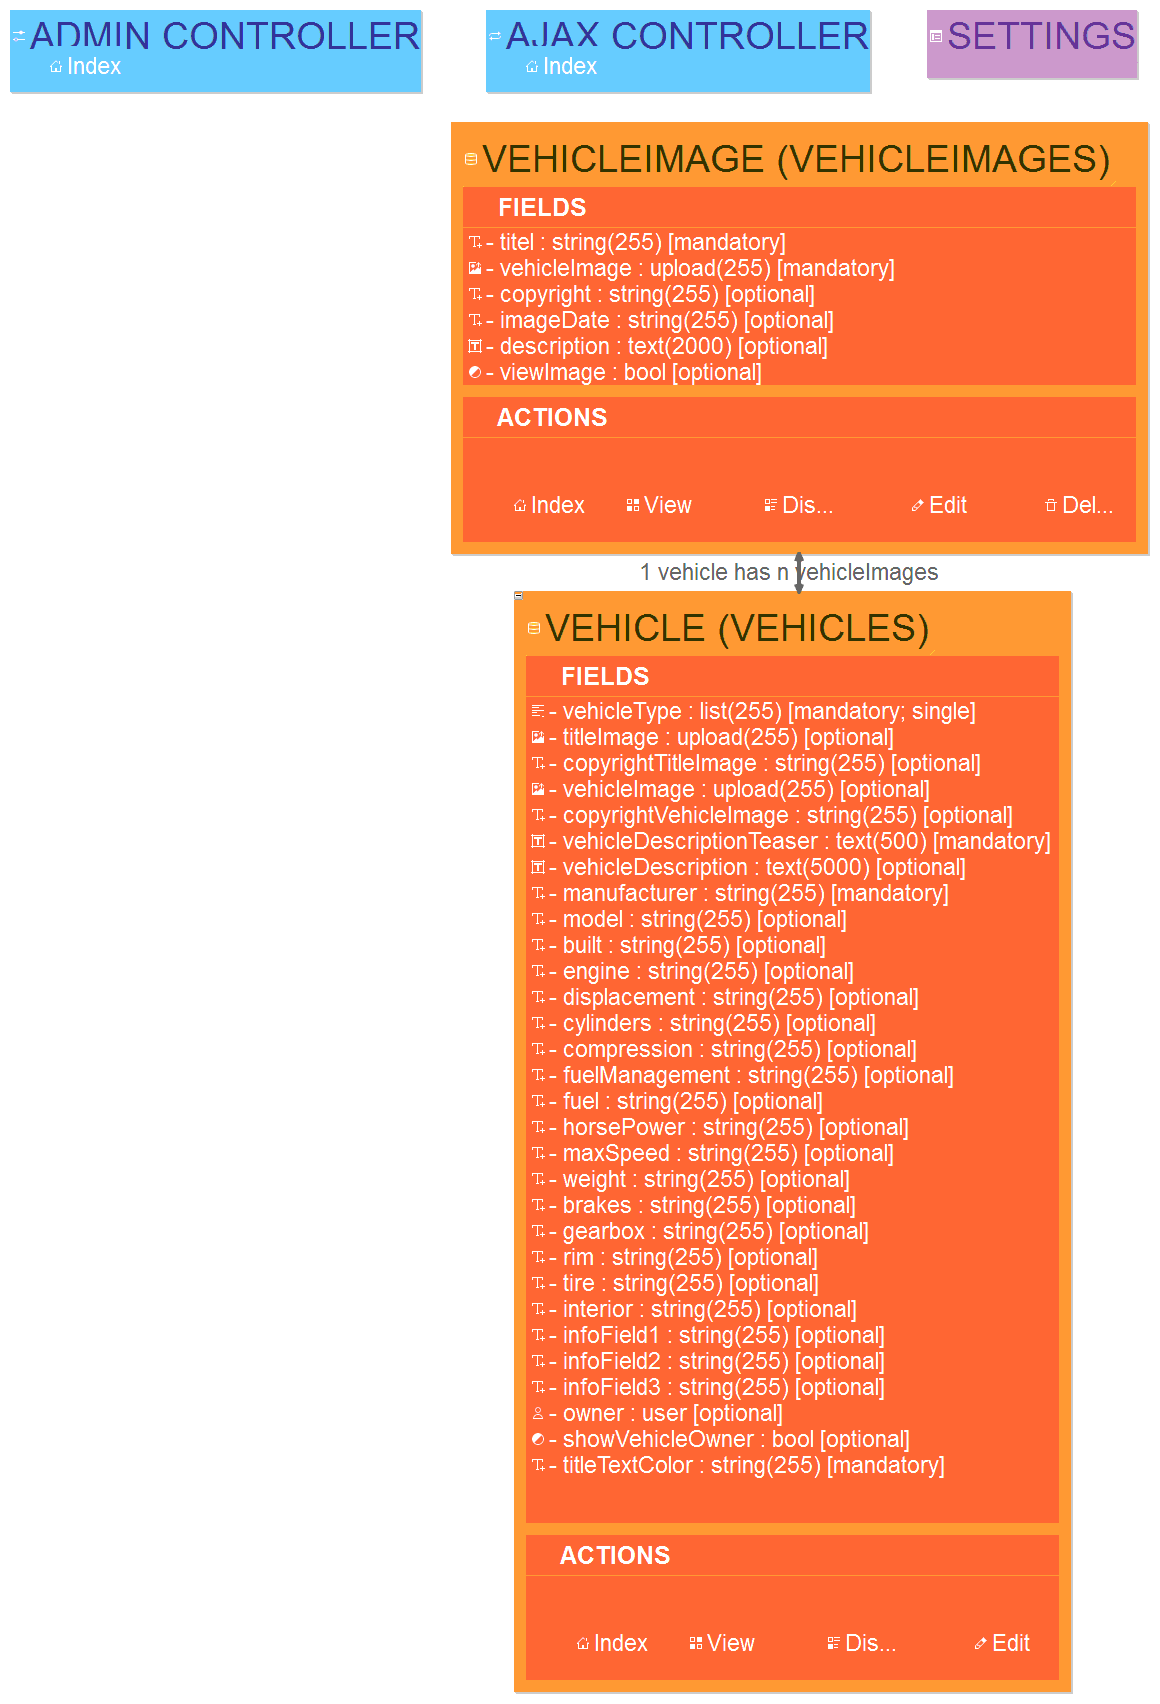 ADMIN CONTROLLER
Index
AJAX CONTROLLER
Index
SETTINGS
VEHICLEIMAGE (VEHICLEIMAGES)
FIELDS
- titel : string(255) [mandatory]
- vehicleImage : upload(255) [mandatory]
- copyright : string(255) [optional]
- imageDate : string(255) [optional]
- description : text(2000) [optional]
- viewImage : bool [optional]
ACTIONS
Index View Dis... Edit Del...
1 vehicle has n vehicleImages
VEHICLE (VEHICLES)
FIELDS
- vehicleType : list(255) [mandatory; single]
- titleImage : upload(255) [optional]
- copyrightTitleImage : string(255) [optional]
- vehicleImage : upload(255) [optional]
- copyrightVehicleImage : string(255) [optional]
- vehicleDescriptionTeaser : text(500) [mandatory]
- vehicleDescription : text(5000) [optional]
- manufacturer : string(255) [mandatory]
- model : string(255) [optional]
- built : string(255) [optional]
- engine : string(255) [optional]
- displacement : string(255) [optional]
- cylinders : string(255) [optional]
- compression : string(255) [optional]
- fuelManagement : string(255) [optional]
- fuel : string(255) [optional]
- horsePower : string(255) [optional]
- maxSpeed : string(255) [optional]
- weight : string(255) [optional]
- brakes : string(255) [optional]
- gearbox : string(255) [optional]
- rim : string(255) [optional]
- tire : string(255) [optional]
- interior : string(255) [optional]
- infoField1 : string(255) [optional]
- infoField2 : string(255) [optional]
- infoField3 : string(255) [optional]
- owner : user [optional]
- showVehicleOwner : bool [optional]
- titleTextColor : string(255) [mandatory]
ACTIONS
Index View Dis... Edit